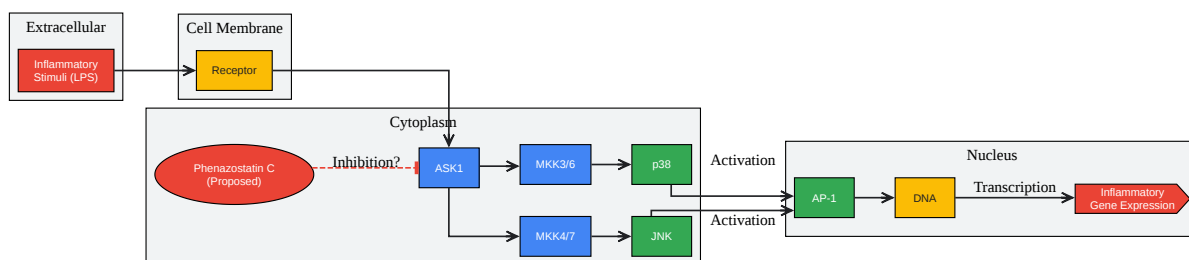 Extracellular
Inflammatory
Stimuli (LPS)
Cell Membrane
Receptor
Cytoplasm
Phenazostatin C
(Proposed)
Inhibition?
ASK1
MKK3/6
p38
MKK4/7
JNK
Activation
Activation
Nucleus
AP-1
DNA
Transcription
Inflammatory
Gene Expression